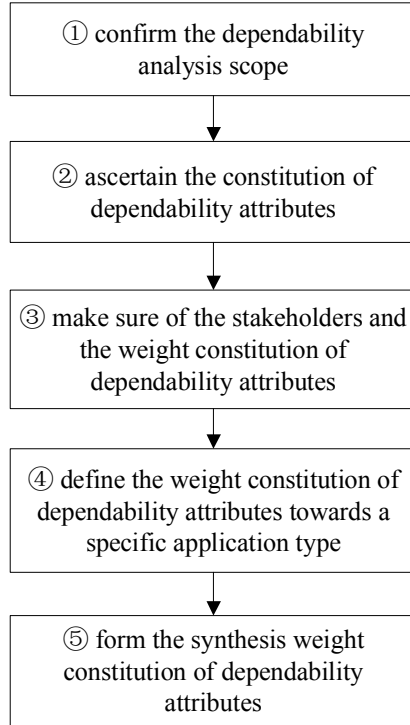 ① confirm the dependability
analysis scope
② ascertain the constitution of
dependability attributes
③ make sure of the stakeholders and
the weight constitution of
dependability attributes
④ define the weight constitution of
dependability attributes towards a
specific application type
⑤ form the synthesis weight
constitution of dependability
attributes